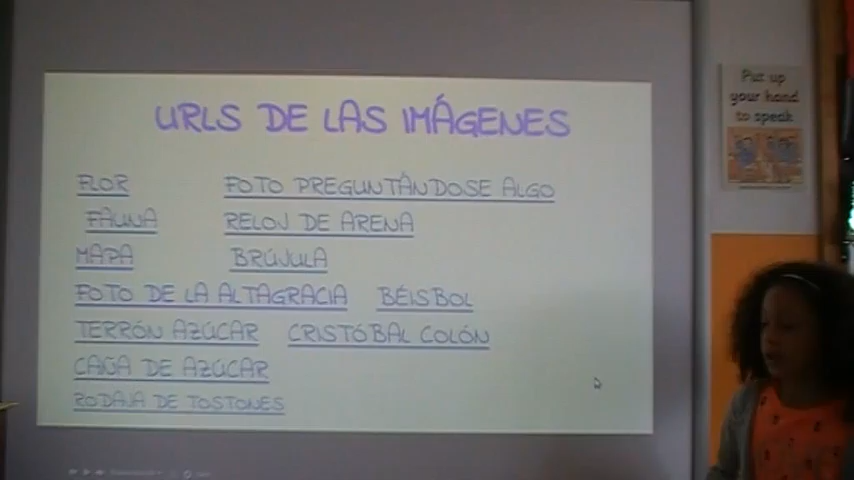 URLS DE LAS IMÁGENES
FLOR FOTO PREGUNTÁNDOSE ALGO
FAUNA RELOJ DE ARENA
MAPA BRÚJULA
FOTO DE LA ALTAGRACIA BÉISBOL
TERRÓN AZÚCAR CRISTÓBAL COLÓN
CAÑA DE AZÚCAR
RODAJA DE TOSTONES
Put up
your hand
to speak